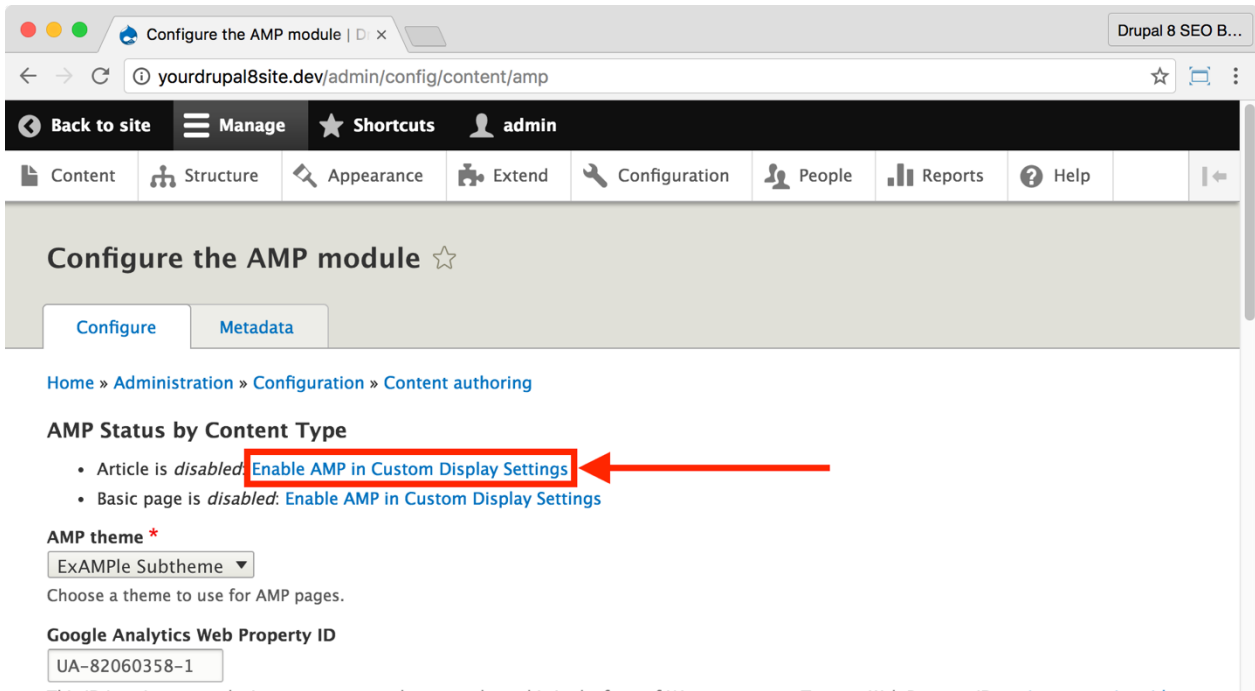 Configure the AMP module | D
Drupal 8 SEO B...
yourdrupal8site.dev/admin/config/content/amp
Back to site Manage Shortcuts admin
Content Structure Appearance Extend Configuration People Reports Help
Configure the AMP module
Configure Metadata
Home » Administration » Configuration » Content authoring
AMP Status by Content Type
• Article is disabled: Enable AMP in Custom Display Settings
• Basic page is disabled: Enable AMP in Custom Display Settings
AMP theme *
ExAMPle Subtheme
Choose a theme to use for AMP pages.
Google Analytics Web Property ID
UA-82060358-1